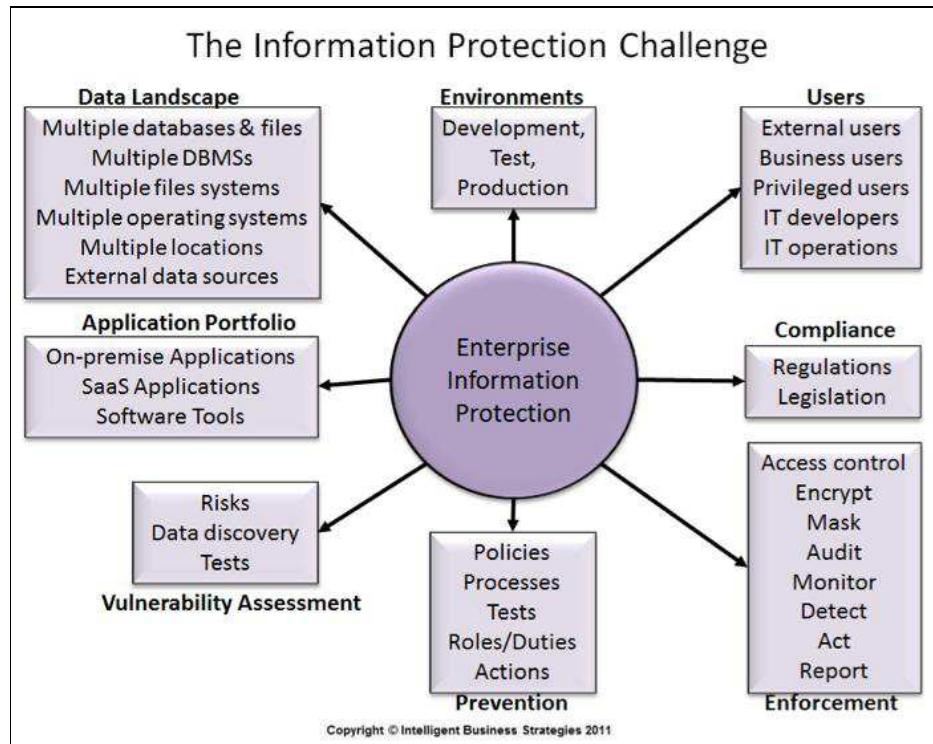 The Information Protection Challenge
Data Landscape
Multiple databases & files
Multiple DBMSs
Multiple files systems
Multiple operating systems
Multiple locations
External data sources
Environments
Development,
Test,
Production
Users
External users
Business users
Privileged users
IT developers
IT operations
Application Portfolio
On-premise Applications
SaaS Applications
Software Tools
Enterprise
Information
Protection
Compliance
Regulations
Legislation
Risks
Data discovery
Tests
Vulnerability Assessment
Policies
Processes
Tests
Roles/Duties
Actions
Prevention
Access control
Encrypt
Mask
Audit
Monitor
Detect
Act
Report
Enforcement
Copyright © Intelligent Business Strategies 2011